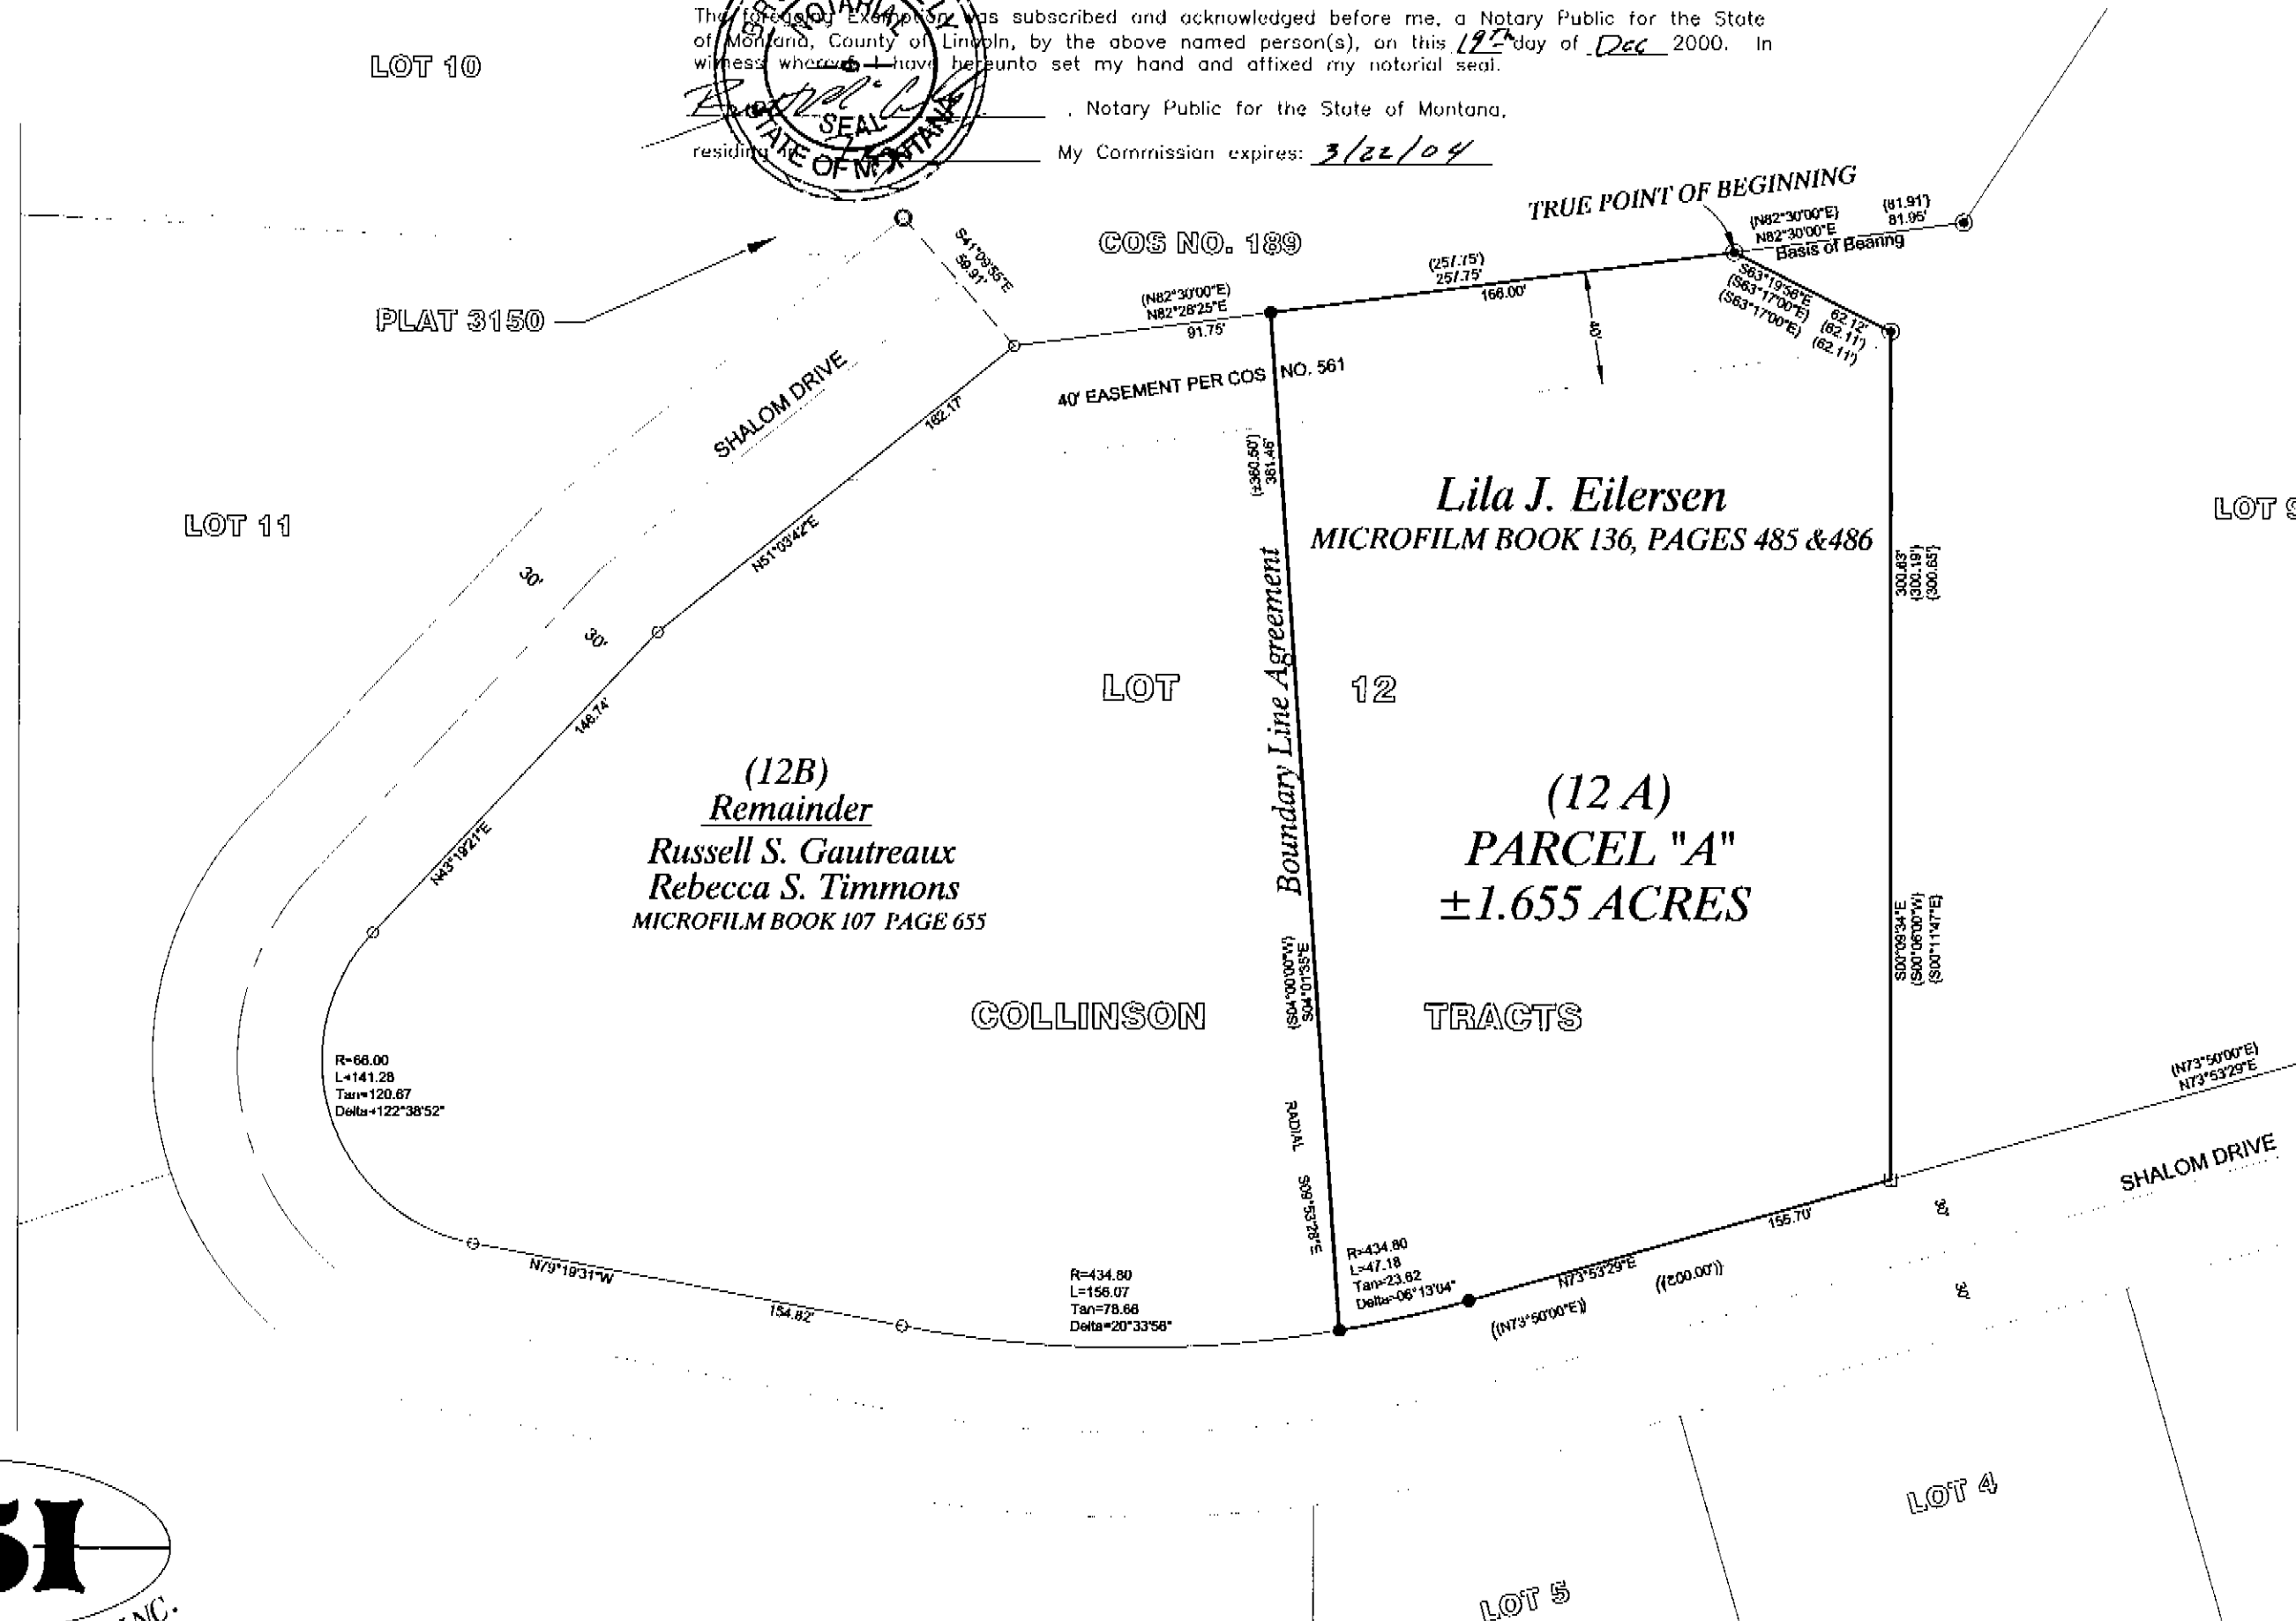 The foregoing Exemption was subscribed and acknowledged before me, a Notary Public for the State
of Montana, County of Lincoln, by the above named person(s), on this 19Th day of Dec 2000. In
witness whereof I have hereunto set my hand and affixed my notorial seal.
, Notary Public for the State of Montana,
residing in My Commission expires: 3/22/04
NOTARIAL
SEAL
STATE OF MONTANA
LOT 10
TRUE POINT OF BEGINNING
(N82°30'00"E)
N82°30'00"E
(81.91')
81.95'
Basis of Bearing
COS NO. 189
S41°09'55"E
59.91'
PLAT 3150
(N82°30'00"E)
N82°28'25"E
91.75'
(257.75')
257.75'
166.00'
S63°19'56"E
(S63°17'00"E)
(S63°17'00"E)
62.12'
(62.11')
(62.11')
40'
SHALOM DRIVE
162.17'
40' EASEMENT PER COS NO. 561
(±360.50')
361.46'
Lila J. Eilersen
MICROFILM BOOK 136, PAGES 485 &486
LOT 11
LOT 9
N51°03'42"E
30'
30'
300.63'
(300.19')
{300.65'}
Boundary Line Agreement
LOT 12
146.74'
(12B)
Remainder
Russell S. Gautreaux
Rebecca S. Timmons
MICROFILM BOOK 107 PAGE 655
(12 A)
PARCEL "A"
±1.655 ACRES
N43°19'21"E
(S04°00'00"W)
S04°01'35"E
S00°09'34"E
(S00°06'00"W)
{S00°11'47"E}
COLLINSON TRACTS
R=66.00
L=141.28
Tan=120.67
Delta=122°38'52"
RADIAL S09°53'28"E
(N73°50'00"E)
N73°53'29"E
SHALOM DRIVE
30'
30'
155.70'
N73°53'29"E
((200.00'))
((N73°50'00"E))
R=434.80
L=47.18
Tan=23.62
Delta=06°13'04"
N79°19'31"W
154.82'
R=434.80
L=156.07
Tan=78.66
Delta=20°33'56"
LOT 4
LOT 5
INC.